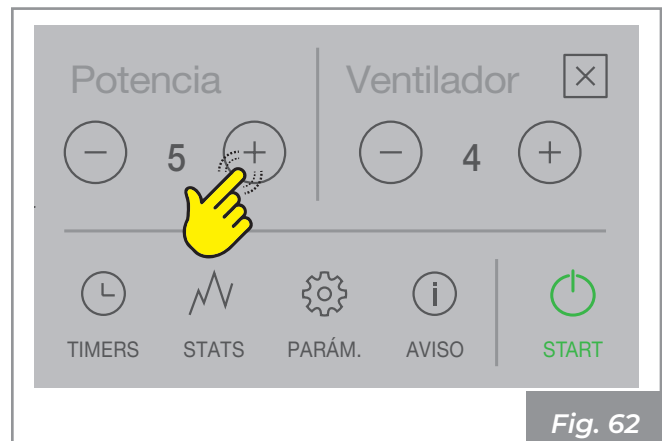 Potencia Ventilador
5 4
TIMERS STATS PARÁM. AVISO START
Fig. 62